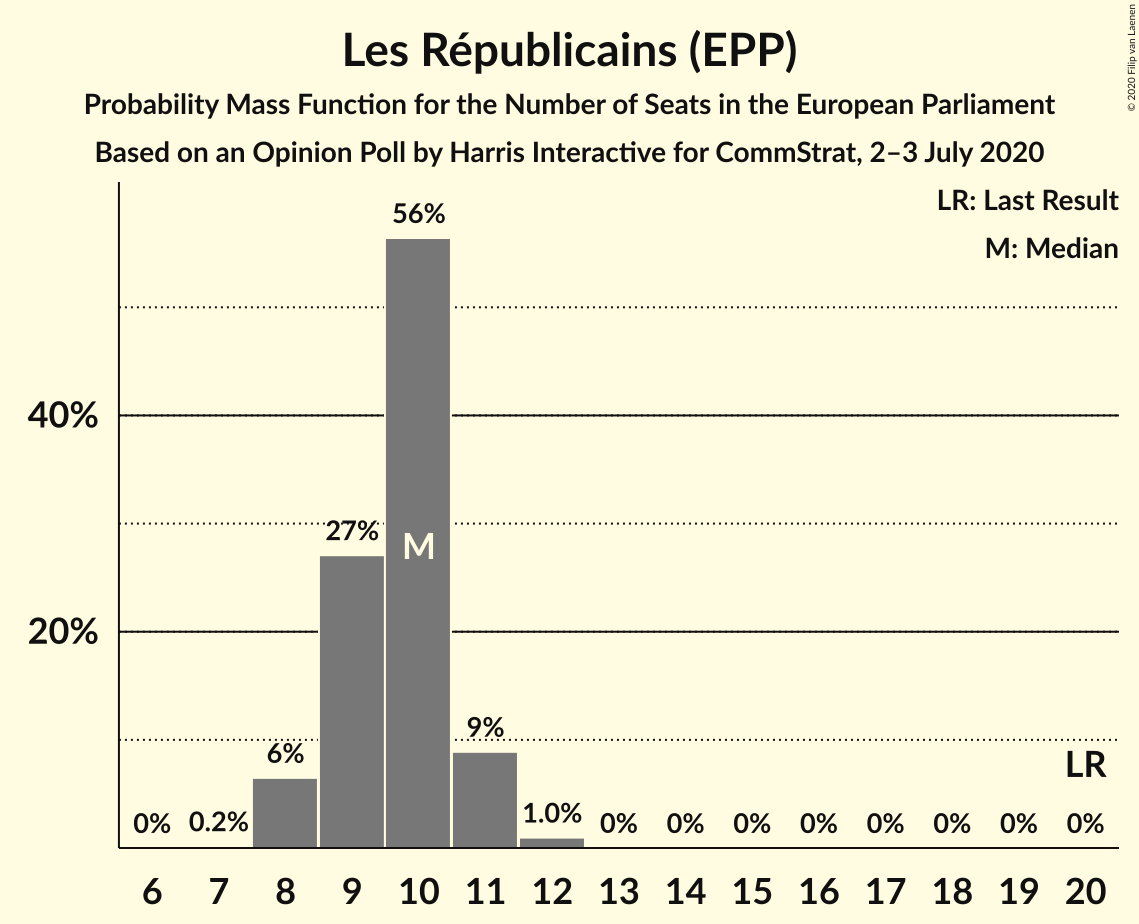 Les Républicains (EPP)
Probability Mass Function for the Number of Seats in the European Parliament
Based on an Opinion Poll by Harris Interactive for CommStrat, 2–3 July 2020
© 2020 Filip van Laenen
LR: Last Result
M: Median
56%
40%
27%
M
20%
9%
6%
LR
1.0%
0% 0.2% 0% 0% 0% 0% 0% 0% 0% 0%
6 7 8 9 10 11 12 13 14 15 16 17 18 19 20